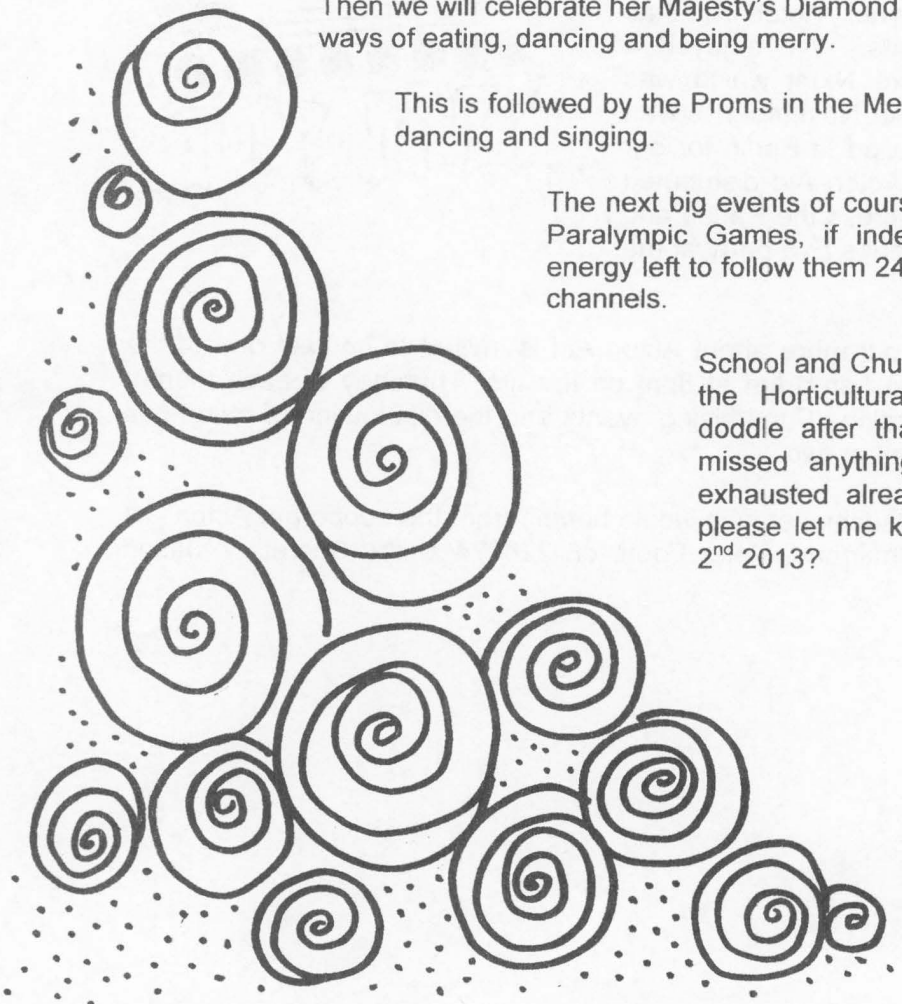 Then we will celebrate her Majesty's Diamond
ways of eating, dancing and being merry.
This is followed by the Proms in the Me
dancing and singing.
The next big events of cours
Paralympic Games, if inde
energy left to follow them 24
channels.
School and Chu
the Horticultura
doddle after tha
missed anything
exhausted alrea
please let me k
2nd 2013?